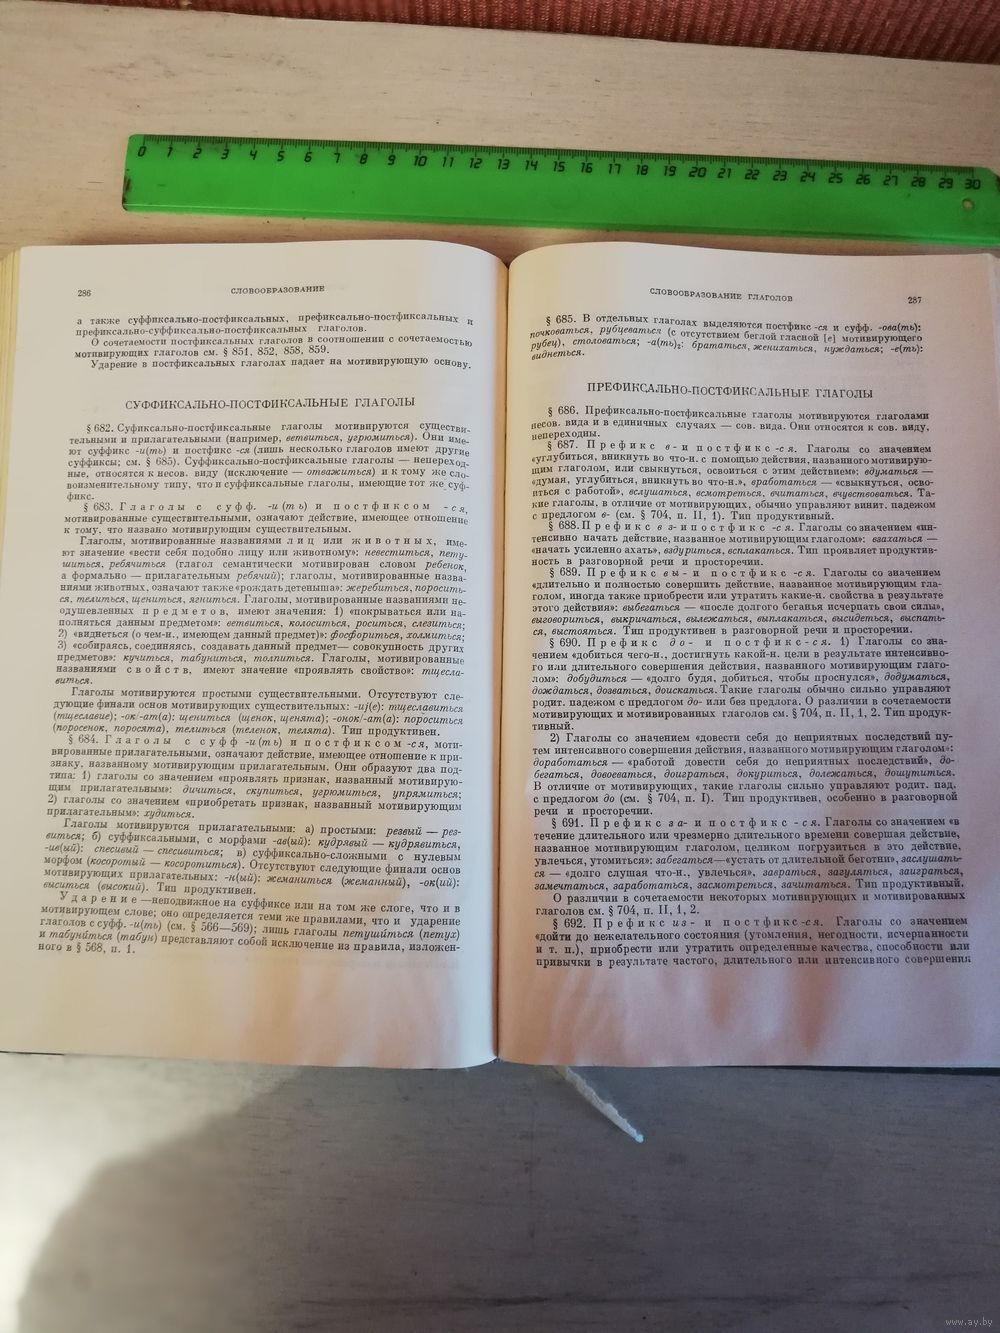 0 1 2 3 4 5 6 7 8 9 10 11 12 13 14 15 16 17 18 19 20 21 22 23 24 25 26 27 28 29 30
286 СЛОВООБРАЗОВАНИЕ
а также суффиксально-постфиксальных, префиксально-постфиксальных и
префиксально-суффиксально-постфиксальных глаголов.
О сочетаемости постфиксальных глаголов в соотношении с сочетаемостью
мотивирующих глаголов см. § 851, 852, 858, 859.
Ударение в постфиксальных глаголах падает на мотивирующую основу.
СУФФИКСАЛЬНО-ПОСТФИКСАЛЬНЫЕ ГЛАГОЛЫ
§ 682. Суфиксально-постфиксальные глаголы мотивируются существи-
тельными и прилагательными (например, ветвиться, угрюмиться). Они име-
ют суффикс -и(ть) и постфикс -ся (лишь несколько глаголов имеют другие
суффиксы; см. § 685). Суффиксально-постфиксальные глаголы — непереход-
ные, относятся к несов. виду (исключение — отважиться) и к тому же сло-
воизменительному типу, что и суффиксальные глаголы, имеющие тот же суф-
фикс.
§ 683. Глаголы с суфф. -и(ть) и постфиксом -ся,
мотивированные существительными, означают действие, имеющее отношение
к тому, что названо мотивирующим существительным.
Глаголы, мотивированные названиями лиц или животных, име-
ют значение «вести себя подобно лицу или животному»: невеститься, пету-
шиться, ребячиться (глагол семантически мотивирован словом ребенок,
а формально — прилагательным ребячий); глаголы, мотивированные назва-
ниями животных, означают также «рождать детеныша»: жеребиться, пороситься,
ся, телиться, щениться, ягниться. Глаголы, мотивированные названиями не-
одушевленных предметов, имеют значения: 1) «покрываться или на-
полняться данным предметом»: ветвиться, колоситься, роситься, слезиться;
2) «виднеться (о чем-н., имеющем данный предмет)»: фосфориться, холмиться;
3) «собираясь, соединяясь, создавать данный предмет— совокупность других
предметов»: кучиться, табуниться, толпиться. Глаголы, мотивированные
названиями свойств, имеют значение «проявлять свойство»: тщесла-
виться.
Глаголы мотивируются простыми существительными. Отсутствуют сле-
дующие финали основ мотивирующих существительных: -иj(е): тщеславиться
(тщеславие); -ок/-ат(а): щениться (щенок, щенята); -онок/-ат(а): пороситься
(поросенок, поросята), телиться (теленок, телята). Тип продуктивен.
§ 684. Глаголы с суфф -и(ть) и постфиксом -ся, моти-
вированные прилагательными, означают действие, имеющее отношение к при-
знаку, названному мотивирующим прилагательным. Они образуют два под-
типа: 1) глаголы со значением «проявлять признак, названный мотивирую-
щим прилагательным»: дичиться, скупиться, угрюмиться, упрямиться;
2) глаголы со значением «приобретать признак, названный мотивирующим
прилагательным»: худиться.
Глаголы мотивируются прилагательными: а) простыми: резвый — рез-
виться; б) суффиксальными, с морфами -ав(ый): кудрявый — кудрявиться,
-ив(ый): спесивый — спесивиться; в) суффиксально-сложными с нулевым
морфом (косоротый — косоротиться). Отсутствуют следующие финали основ
мотивирующих прилагательных: -н(ый): жеманиться (жеманный), -ок(ий):
выситься (высокий). Тип продуктивен.
Ударение — неподвижное на суффиксе или на том же слоге, что и в
мотивирующем слове; оно определяется теми же правилами, что и ударение
глаголов с суфф. -и(ть) (см. § 566—569); лишь глаголы петуши́ться (петух)
и табуни́ться (табун) представляют собой исключение из правила, изложен-
ного в § 568, п. 1.
СЛОВООБРАЗОВАНИЕ ГЛАГОЛОВ 287
§ 685. В отдельных глаголах выделяются постфикс -ся и суфф. -ова(ть):
почковаться, рубцеваться (с отсутствием беглой гласной [е] мотивирующего
рубец), столоваться; -а(ть)₂: брататься, женихаться, нуждаться; -е(ть):
виднеться.
ПРЕФИКСАЛЬНО-ПОСТФИКСАЛЬНЫЕ ГЛАГОЛЫ
§ 686. Префиксально-постфиксальные глаголы мотивируются глаголами
несов. вида и в единичных случаях — сов. вида. Они относятся к сов. виду,
непереходны.
§ 687. Префикс в- и постфикс -ся. Глаголы со значением
«углубиться, вникнуть во что-н. с помощью действия, названного мотивирую-
щим глаголом, или свыкнуться, освоиться с этим действием»: вдуматься —
«думая, углубиться, вникнуть во что-н.», вработаться — «свыкнуться, осво-
иться с работой», вслушаться, всмотреться, вчитаться, вчувствоваться. Та-
кие глаголы, в отличие от мотивирующих, обычно управляют винит. падежом
с предлогом в- (см. § 704, п. II, 1). Тип продуктивный.
§ 688. Префикс вз- и постфикс -ся. Глаголы со значением «ин-
тенсивно начать действие, названное мотивирующим глаголом»: взахаться —
«начать усиленно ахать», вздуриться, всплакаться. Тип проявляет продуктив-
ность в разговорной речи и просторечии.
§ 689. Префикс вы- и постфикс -ся. Глаголы со значением
«длительно и полностью совершить действие, названное мотивирующим гла-
голом, иногда также приобрести или утратить какие-н. свойства в результате
этого действия»: выбегаться — «после долгого беганья исчерпать свои силы»,
выговориться, выкричаться, вылежаться, выплакаться, высидеться, выспать-
ся, выстояться. Тип продуктивен в разговорной речи и просторечии.
§ 690. Префикс до- и постфикс -ся. 1) Глаголы со зна-
чением «добиться чего-н., достигнуть какой-н. цели в результате интенсивно-
го или длительного совершения действия, названного мотивирующим глаго-
лом»: добудиться — «долго будя, добиться, чтобы проснулся», додуматься,
дождаться, дозваться, доискаться. Такие глаголы обычно сильно управляют
родит. падежом с предлогом до- или без предлога. О различии в сочетаемости
мотивирующих и мотивированных глаголов см. § 704, п. II, 1, 2. Тип продук-
тивный.
2) Глаголы со значением «довести себя до неприятных последствий пу-
тем интенсивного совершения действия, названного мотивирующим глаголом»:
доработаться — «работой довести себя до неприятных последствий», до-
бегаться, довоеваться, доиграться, докуриться, долежаться, дошутиться.
В отличие от мотивирующих, такие глаголы сильно управляют родит. пад.
с предлогом до (см. § 704, п. I). Тип продуктивен, особенно в разговорной
речи и просторечии.
§ 691. Префикс за- и постфикс -ся. Глаголы со значением «в
течение длительного или чрезмерно длительного времени совершая действие,
названное мотивирующим глаголом, целиком погрузиться в это действие,
увлечься, утомиться»: забегаться—«устать от длительной беготни», заслушать-
ся — «долго слушая что-н., увлечься», завраться, загуляться, заиграться,
замечтаться, заработаться, засмотреться, зачитаться. Тип продуктивный.
О различии в сочетаемости некоторых мотивирующих и мотивированных
глаголов см. § 704, п. II, 1, 2.
§ 692. Префикс из- и постфикс -ся. Глаголы со значением
«дойти до нежелательного состояния (утомления, негодности, исчерпанности
и т. п.), приобрести или утратить определенные качества, способности или
привычки в результате частого, длительного или интенсивного совершения
www.ay.by